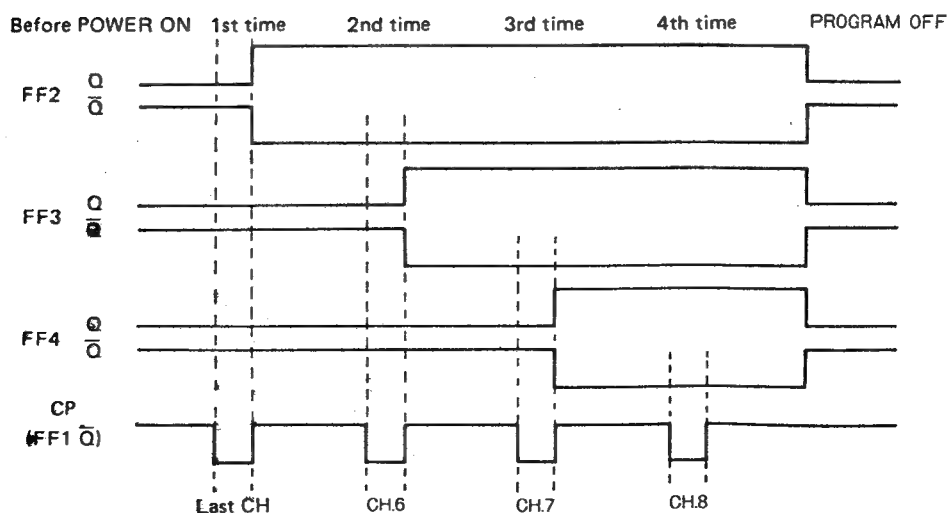 Before POWER ON 1st time 2nd time 3rd time 4th time PROGRAM OFF
Q
FF2 Q̄
Q
FF3
Q
FF4 Q̄
CP
(FF1 Q̄)
Last CH CH.6 CH.7 CH.8